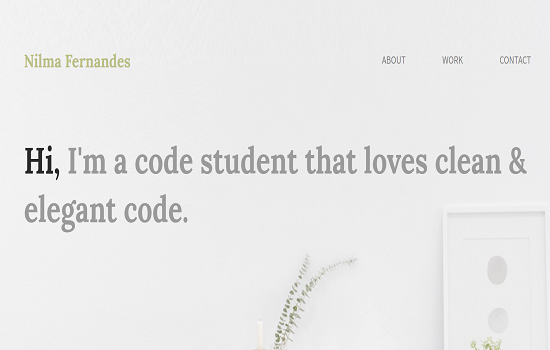 Nilma Fernandes
ABOUT WORK CONTACT
Hi, I'm a code student that loves clean &
elegant code.